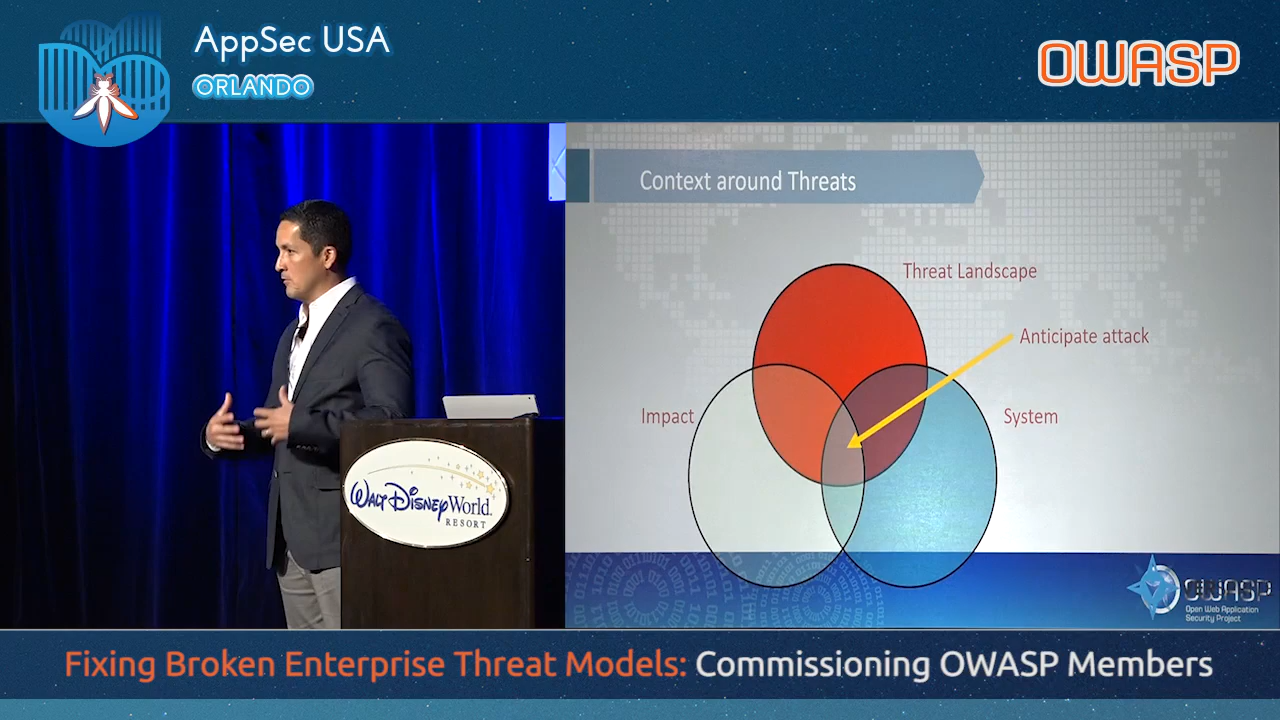 AppSec USA
ORLANDO
OWASP
Context around Threats
Threat Landscape
Anticipate attack
Impact
System
WALT DISNEY World.
RESORT
OWASP
Open Web Application
Security Project
Fixing Broken Enterprise Threat Models: Commissioning OWASP Members